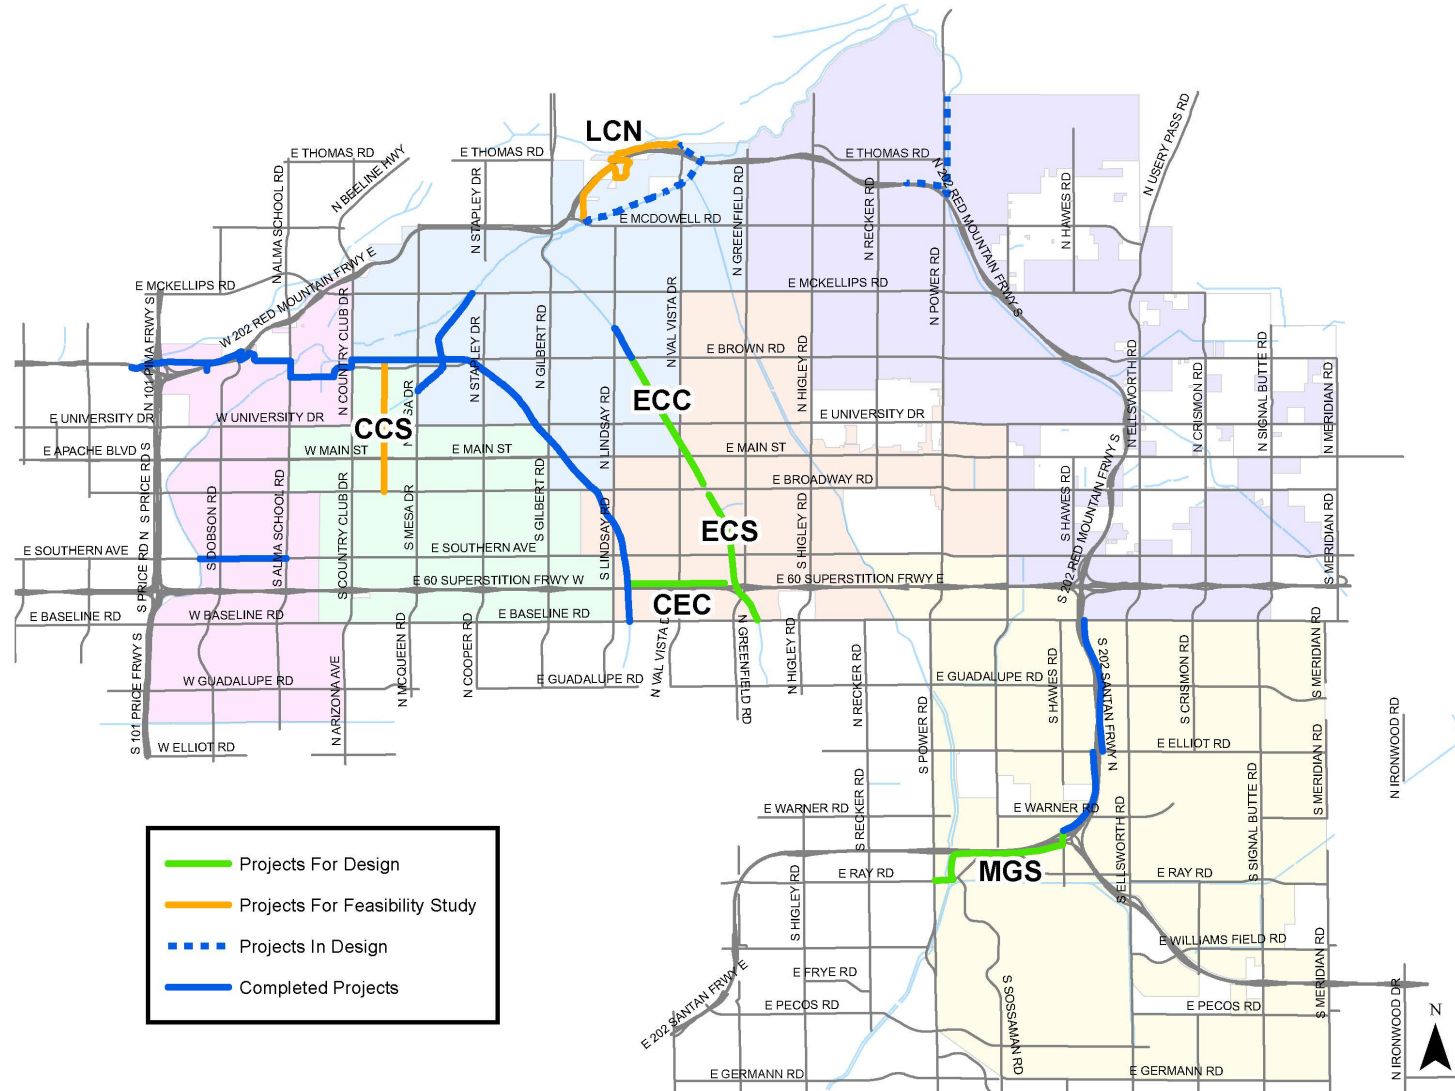 LCN
E THOMAS RD
N BEELINE HWY
E THOMAS RD
E THOMAS RD
N USERY PASS RD
N ALMA SCHOOL RD
N STAPLEY DR
E MCDOWELL RD
N GREENFIELD RD
N RECKER RD
N 202 RED MOUNTAIN FRWY S
N HAWES RD
E MCKELLIPS RD
W 202 RED MOUNTAIN FRWY E
E MCKELLIPS RD
N 101 PIMA FRWY S
N COUNTRY CLUB DR
N STAPLEY DR
N GILBERT RD
N VAL VISTA DR
N POWER RD
E BROWN RD
N HIGLEY RD
N ELLSWORTH RD
N CRISMON RD
N SIGNAL BUTTE RD
N MERIDIAN RD
ECC
CCS
E UNIVERSITY DR
W UNIVERSITY DR
SA DR
N LINDSAY RD
E UNIVERSITY DR
E APACHE BLVD
W MAIN ST
E MAIN ST
E MAIN ST
E BROADWAY RD
S PRICE RD N
S PRICE RD S
S DOBSON RD
S ALMA SCHOOL RD
S COUNTRY CLUB DR
S MESA DR
S GILBERT RD
S LINDSAY RD
ECS
S HIGLEY RD
S HAWES RD
S 202 RED MOUNTAIN FRWY S
S MERIDIAN RD
E SOUTHERN AVE
E SOUTHERN AVE
E 60 SUPERSTITION FRWY W
E 60 SUPERSTITION FRWY E
CEC
E BASELINE RD
W BASELINE RD
E BASELINE RD
S 101 PRICE FRWY S
W GUADALUPE RD
N ARIZONA AVE
N MCQUEEN RD
N COOPER RD
E GUADALUPE RD
N VAL VISTA D
N GREENFIELD RD
N HIGLEY RD
N RECKER RD
S POWER RD
E GUADALUPE RD
S HAWES RD
S 202 SANTAN FRWY N
S CRISMON RD
S MERIDIAN RD
W ELLIOT RD
E ELLIOT RD
N IRONWOOD RD
S RECKER RD
E WARNER RD
E WARNER RD
S ELLSWORTH RD
S SIGNAL BUTTE RD
S MERIDIAN RD
MGS
E RAY RD
E RAY RD
S HIGLEY RD
E WILLIAMS FIELD RD
S MERIDIAN RD
E 202 SANTAN FRWY E
E FRYE RD
E PECOS RD
S SOSSAMAN RD
E PECOS RD
N IRONWOOD DR
E GERMANN RD
E GERMANN RD
N
Projects For Design
Projects For Feasibility Study
Projects In Design
Completed Projects